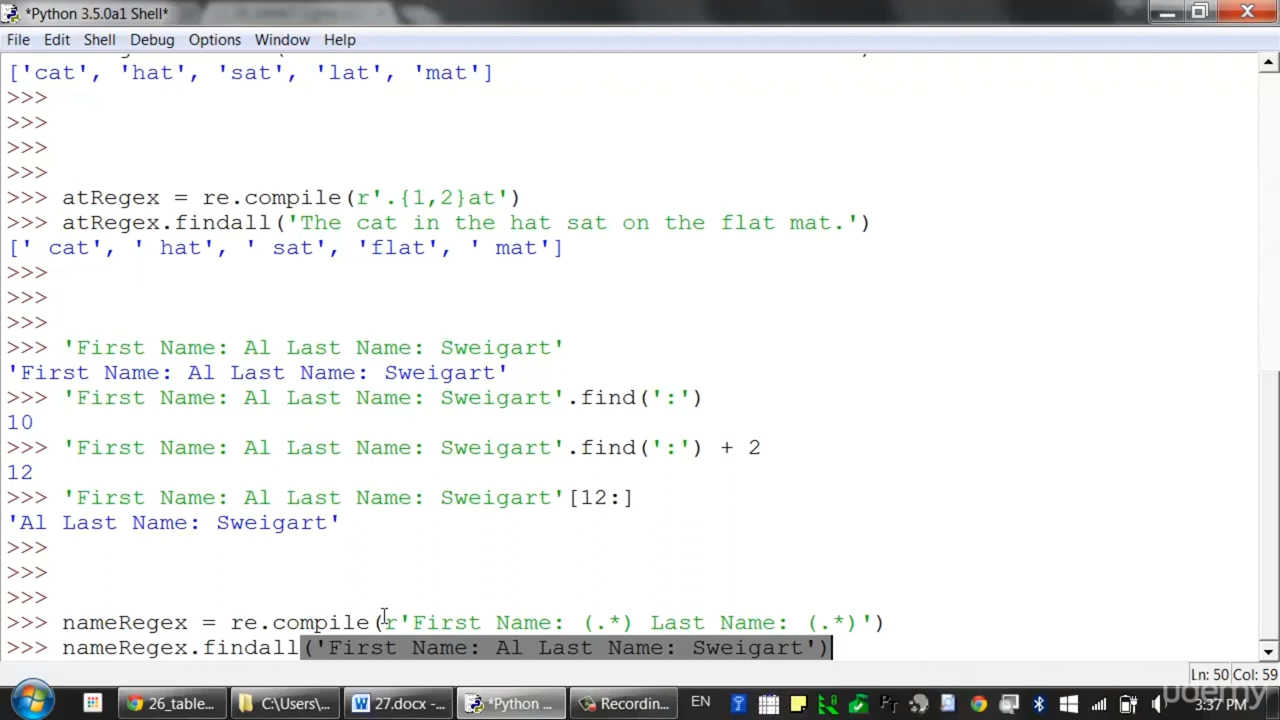 *Python 3.5.0a1 Shell*
File Edit Shell Debug Options Window Help
['cat', 'hat', 'sat', 'lat', 'mat']
>>>
>>>
>>>
>>>
>>> atRegex = re.compile(r'.{1,2}at')
>>> atRegex.findall('The cat in the hat sat on the flat mat.')
[' cat', ' hat', ' sat', 'flat', ' mat']
>>>
>>>
>>>
>>> 'First Name: Al Last Name: Sweigart'
'First Name: Al Last Name: Sweigart'
>>> 'First Name: Al Last Name: Sweigart'.find(':')
10
>>> 'First Name: Al Last Name: Sweigart'.find(':') + 2
12
>>> 'First Name: Al Last Name: Sweigart'[12:]
'Al Last Name: Sweigart'
>>>
>>>
>>>
>>> nameRegex = re.compile(r'First Name: (.*) Last Name: (.*)')
>>> nameRegex.findall('First Name: Al Last Name: Sweigart')
Ln: 50 Col: 59
26_table... C:\Users\... 27.docx -... *Python ... Recordin... EN 3:37 PM
udemy